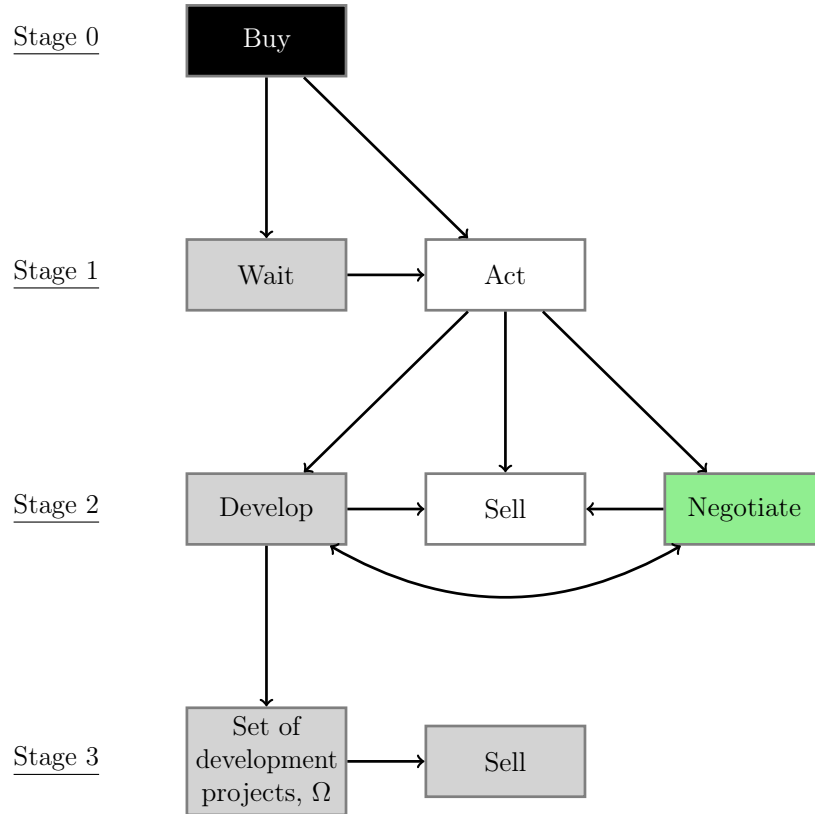 Stage 0
Buy
Stage 1
Wait
Act
Stage 2
Develop
Sell
Negotiate
Stage 3
Set of
development
projects, Ω
Sell